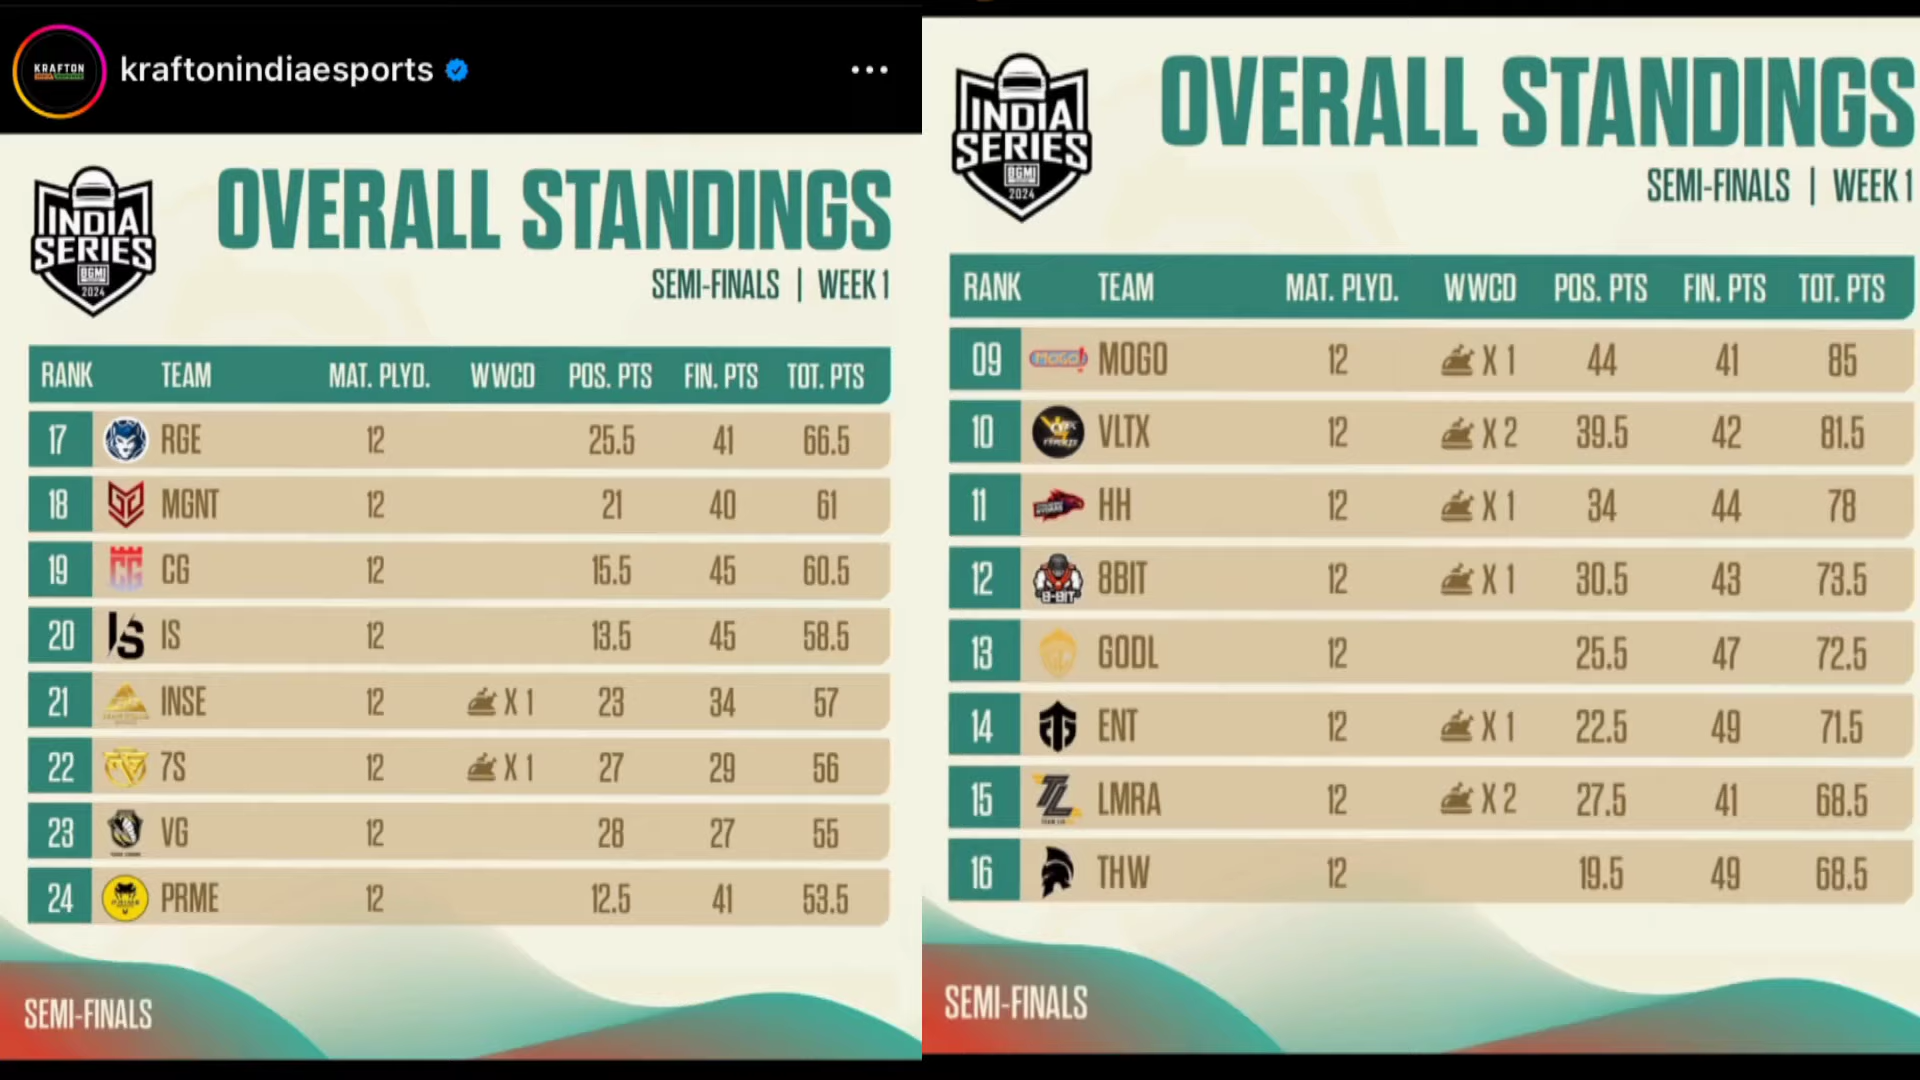 KRAFTON
kraftonindiaesports
INDIA
SERIES
BGMI
2024
OVERALL STANDINGS
SEMI-FINALS | WEEK 1
RANK TEAM MAT. PLYD. WWCD POS. PTS FIN. PTS TOT. PTS
17 RGE 12 25.5 41 66.5
18 MGNT 12 21 40 61
19 CG CG 12 15.5 45 60.5
20 IS IS 12 13.5 45 58.5
21 INSE 12 X 1 23 34 57
22 7S 12 X 1 27 29 56
23 VG 12 28 27 55
24 PRME 12 12.5 41 53.5
SEMI-FINALS
INDIA
SERIES
BGMI
2024
OVERALL STANDINGS
SEMI-FINALS | WEEK 1
RANK TEAM MAT. PLYD. WWCD POS. PTS FIN. PTS TOT. PTS
09 MOGO! MOGO 12 X 1 44 41 85
10 VLTX 12 X 2 39.5 42 81.5
11 HH 12 X 1 34 44 78
12 8-BIT 8BIT 12 X 1 30.5 43 73.5
13 GODL 12 25.5 47 72.5
14 ENT 12 X 1 22.5 49 71.5
15 LMRA 12 X 2 27.5 41 68.5
16 THW 12 19.5 49 68.5
SEMI-FINALS